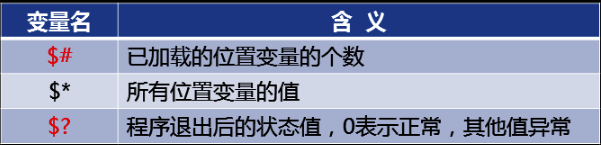 变量名 含 义
$# 已加载的位置变量的个数
$* 所有位置变量的值
$? 程序退出后的状态值，0表示正常，其他值异常